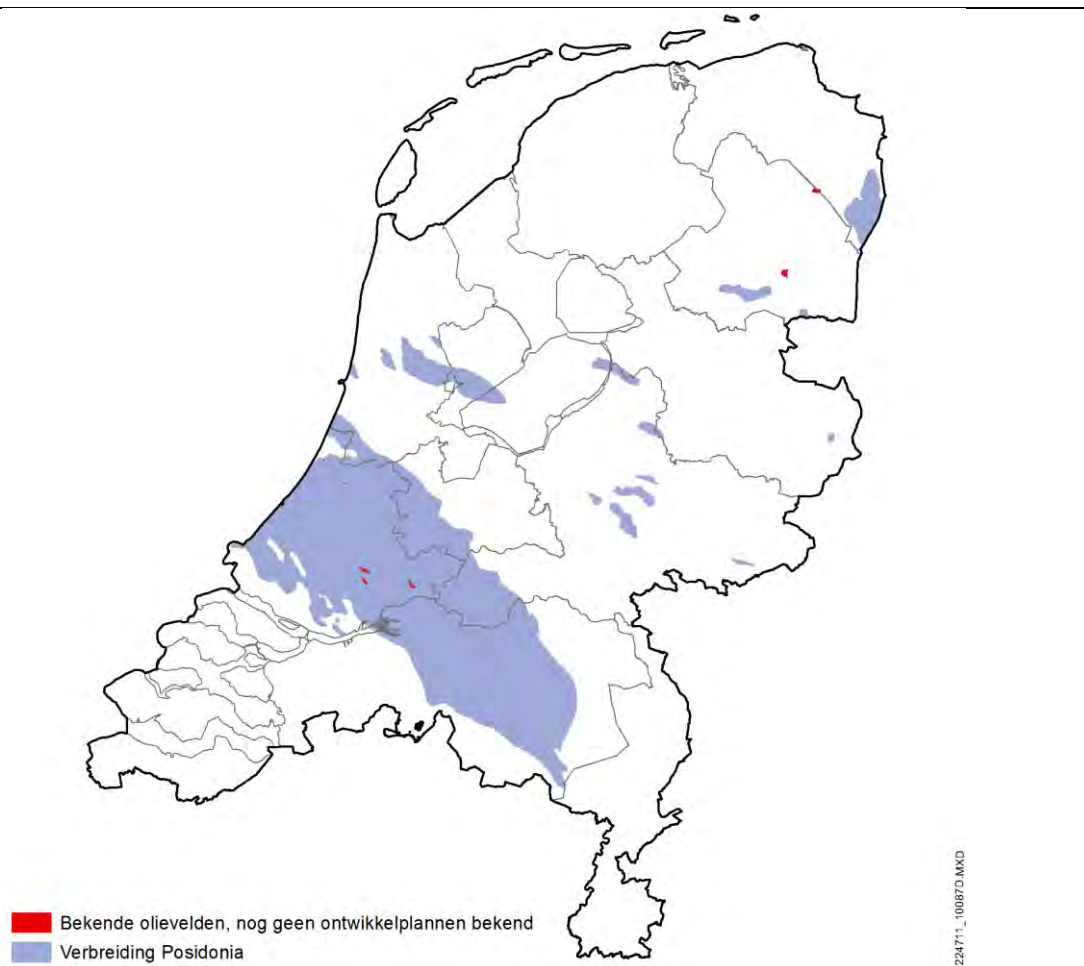 Bekende olievelden, nog geen ontwikkelplannen bekend
Verbreiding Posidonia
224711_10087D.MXD